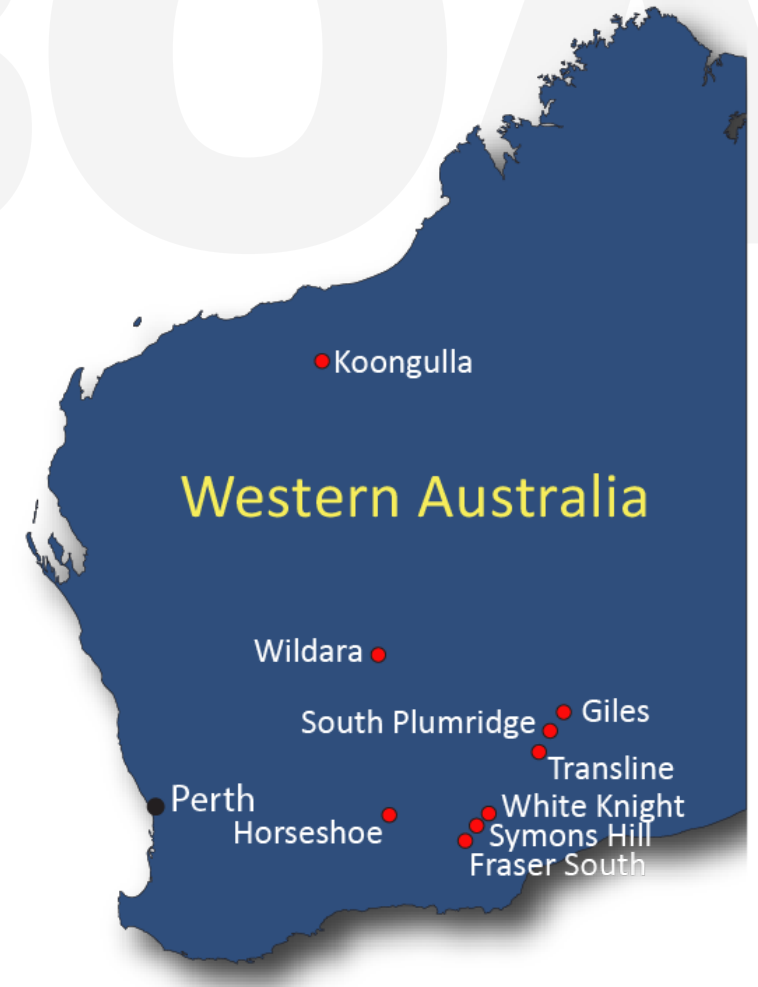 Koongulla
Western Australia
Wildara
Giles
South Plumridge
Transline
Perth
White Knight
Horseshoe
Symons Hill
Fraser South